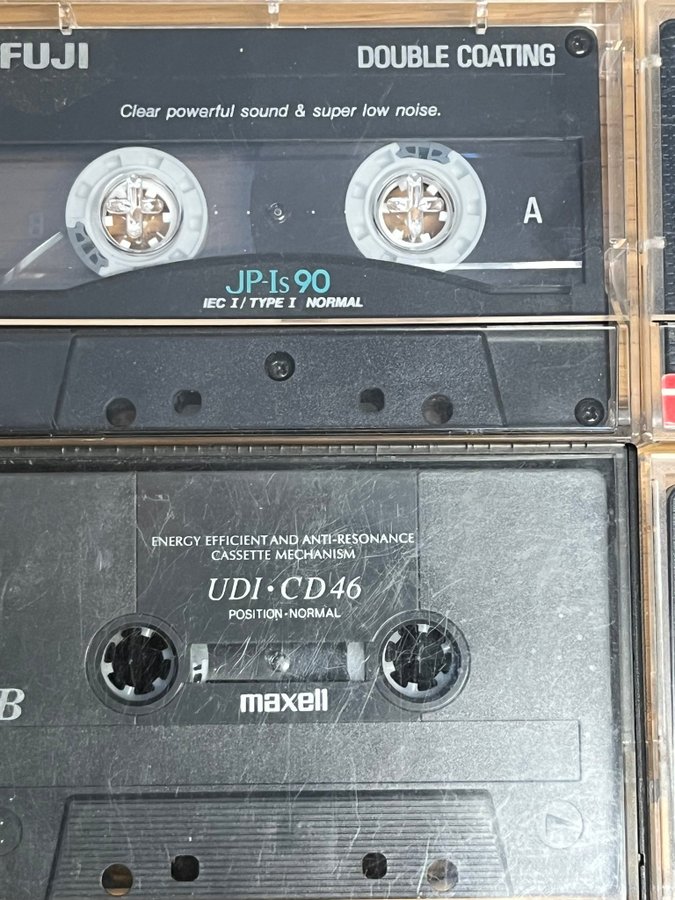 FUJI
DOUBLE COATING
Clear powerful sound & super low noise.
A
JP-Is 90
IEC I / TYPE I NORMAL
ENERGY EFFICIENT AND ANTI-RESONANCE
CASSETTE MECHANISM
UDI・CD46
POSITION-NORMAL
B
maxell